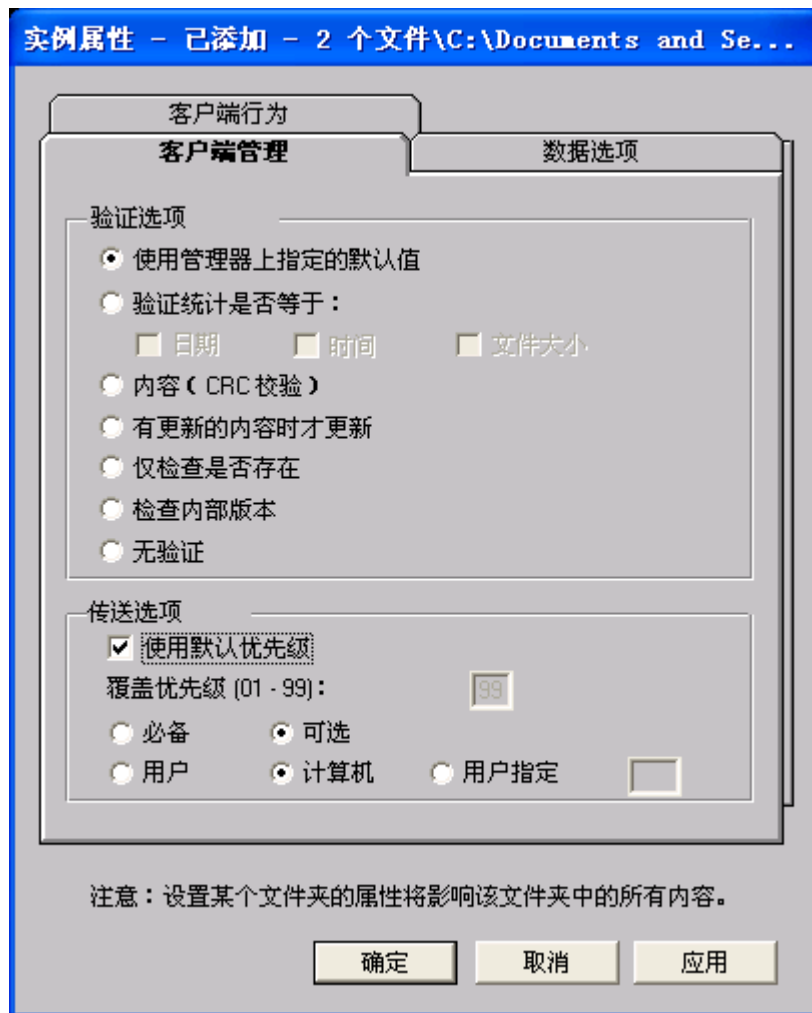 实例属性 - 已添加 - 2 个文件\C:\Documents and Se...
客户端行为
客户端管理 数据选项
验证选项
使用管理器上指定的默认值
验证统计是否等于：
日期 时间 文件大小
内容（CRC 校验）
有更新的内容时才更新
仅检查是否存在
检查内部版本
无验证
传送选项
使用默认优先级
覆盖优先级 (01 - 99)： 99
必备 可选
用户 计算机 用户指定
注意：设置某个文件夹的属性将影响该文件夹中的所有内容。
确定 取消 应用